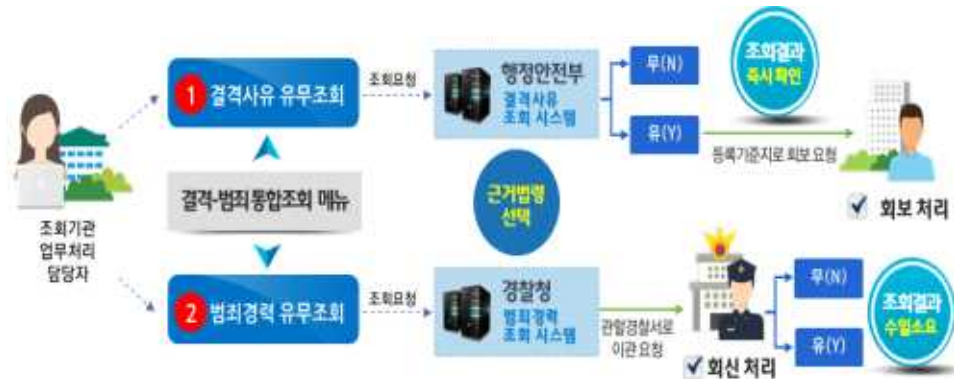 1 결격사유 유무조회
조회요청
행정안전부
결격사유
조회 시스템
무(N)
유(Y)
조회결과
즉시 확인
등록기준지로 회보 요청
회보 처리
조회기관
업무처리
담당자
결격-범죄 통합조회 메뉴
근거법령
선택
2 범죄경력 유무조회
조회요청
경찰청
범죄경력
조회 시스템
관할경찰서로
이관 요청
회신 처리
무(N)
유(Y)
조회결과
수일소요